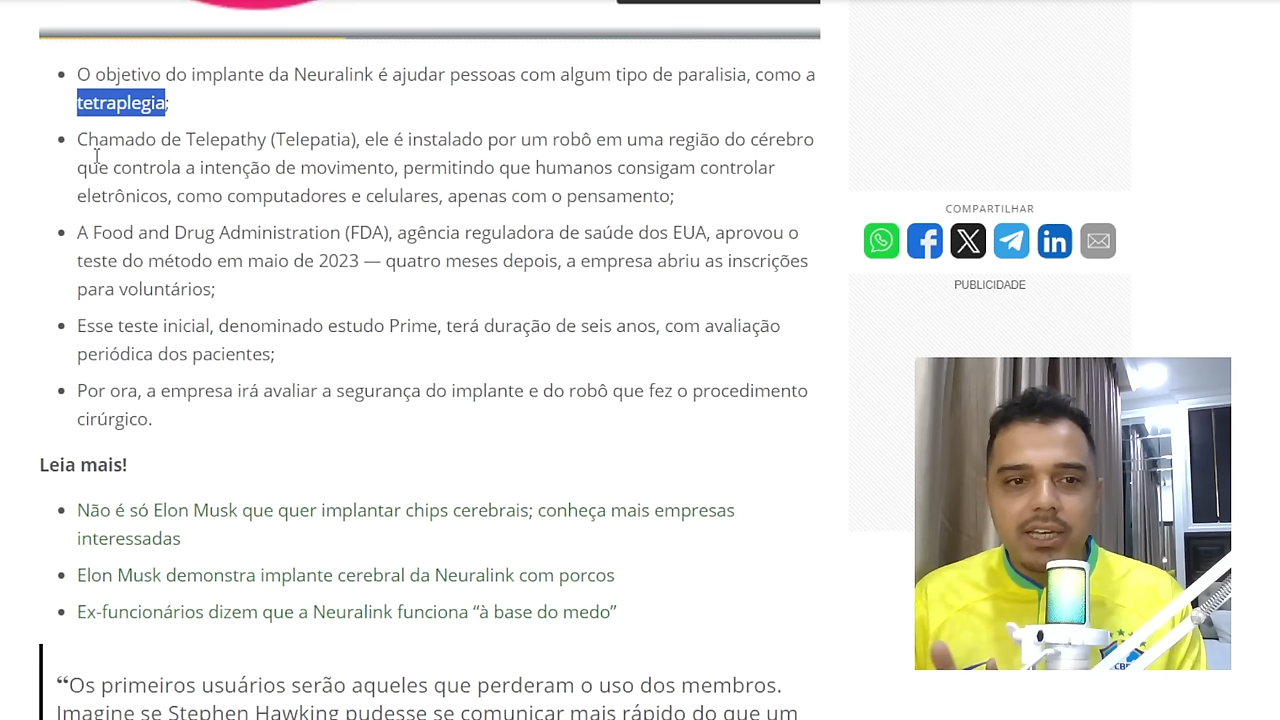 O objetivo do implante da Neuralink é ajudar pessoas com algum tipo de paralisia, como a
tetraplegia;
Chamado de Telepathy (Telepatia), ele é instalado por um robô em uma região do cérebro
que controla a intenção de movimento, permitindo que humanos consigam controlar
eletrônicos, como computadores e celulares, apenas com o pensamento;
A Food and Drug Administration (FDA), agência reguladora de saúde dos EUA, aprovou o
teste do método em maio de 2023 — quatro meses depois, a empresa abriu as inscrições
para voluntários;
Esse teste inicial, denominado estudo Prime, terá duração de seis anos, com avaliação
periódica dos pacientes;
Por ora, a empresa irá avaliar a segurança do implante e do robô que fez o procedimento
cirúrgico.
Leia mais!
Não é só Elon Musk que quer implantar chips cerebrais; conheça mais empresas
interessadas
Elon Musk demonstra implante cerebral da Neuralink com porcos
Ex-funcionários dizem que a Neuralink funciona “à base do medo”
“Os primeiros usuários serão aqueles que perderam o uso dos membros.
Imagine se Stephen Hawking pudesse se comunicar mais rápido do que um
COMPARTILHAR
PUBLICIDADE
CBF